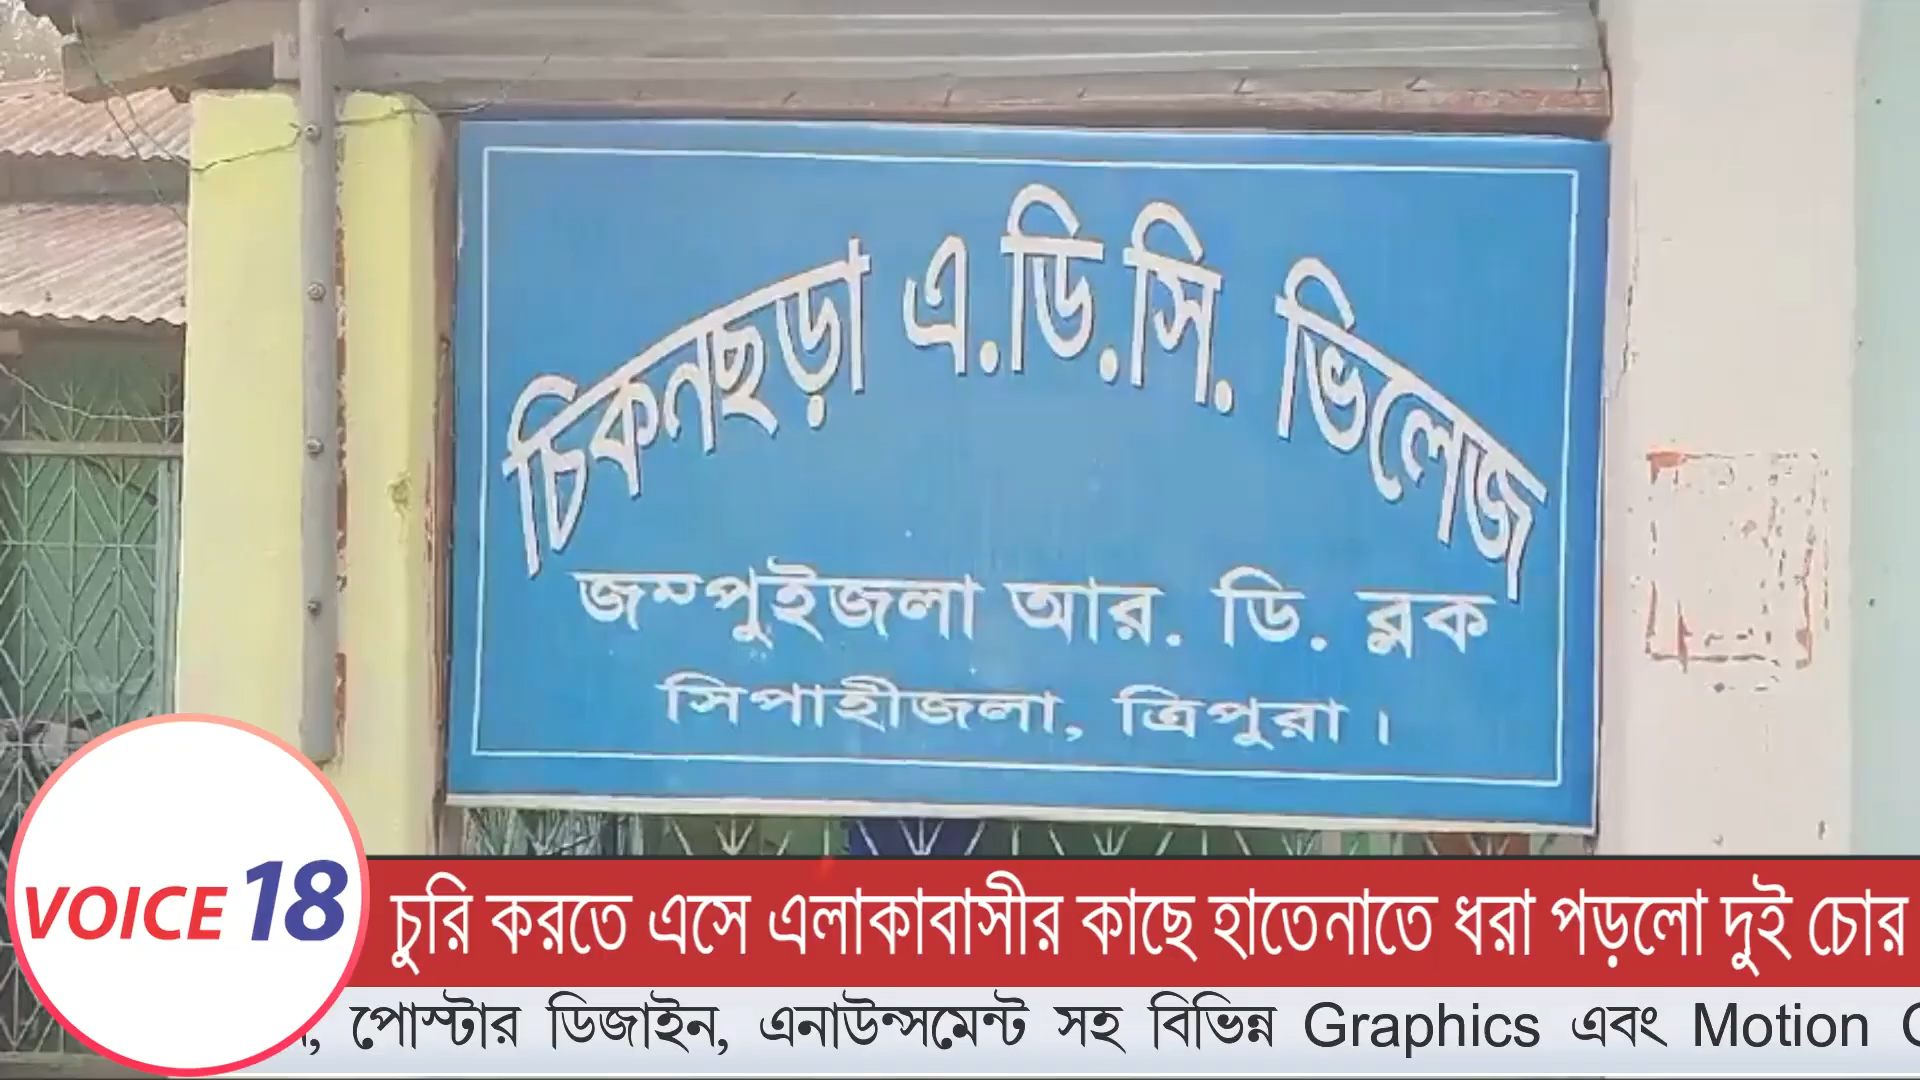 চিকনছড়া এ.ডি.সি. ভিলেজ
জম্পুইজলা আর. ডি. ব্লক
সিপাহীজলা, ত্রিপুরা।
VOICE 18
চুরি করতে এসে এলাকাবাসীর কাছে হাতেনাতে ধরা পড়লো দুই চোর
পোস্টার ডিজাইন, এনাউন্সমেন্ট সহ বিভিন্ন Graphics এবং Motion